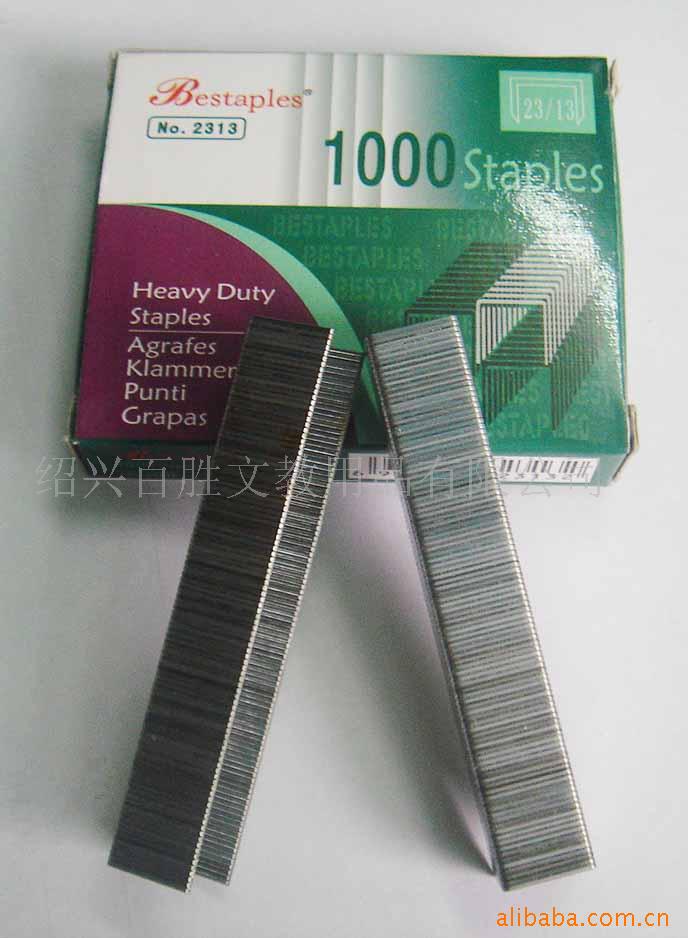 Bestaples®
No. 2313
23/13
1000 Staples
BESTAPLES BESTAPLES
BESTAPLES
BESTAPLES
Heavy Duty
Staples
Agrafes
Klammer
Punti
Grapas
绍兴百胜文教用品有限公司
alibaba.com.cn